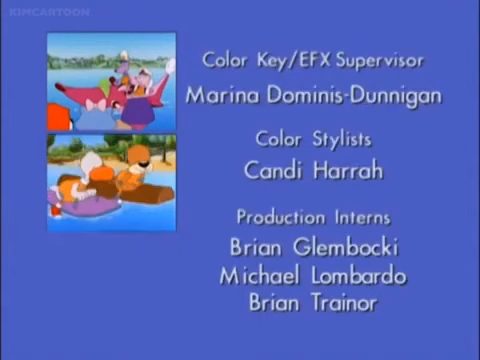 KIMCARTOON
Color Key/EFX Supervisor
Marina Dominis-Dunnigan
Color Stylists
Candi Harrah
Production Interns
Brian Glembocki
Michael Lombardo
Brian Trainor